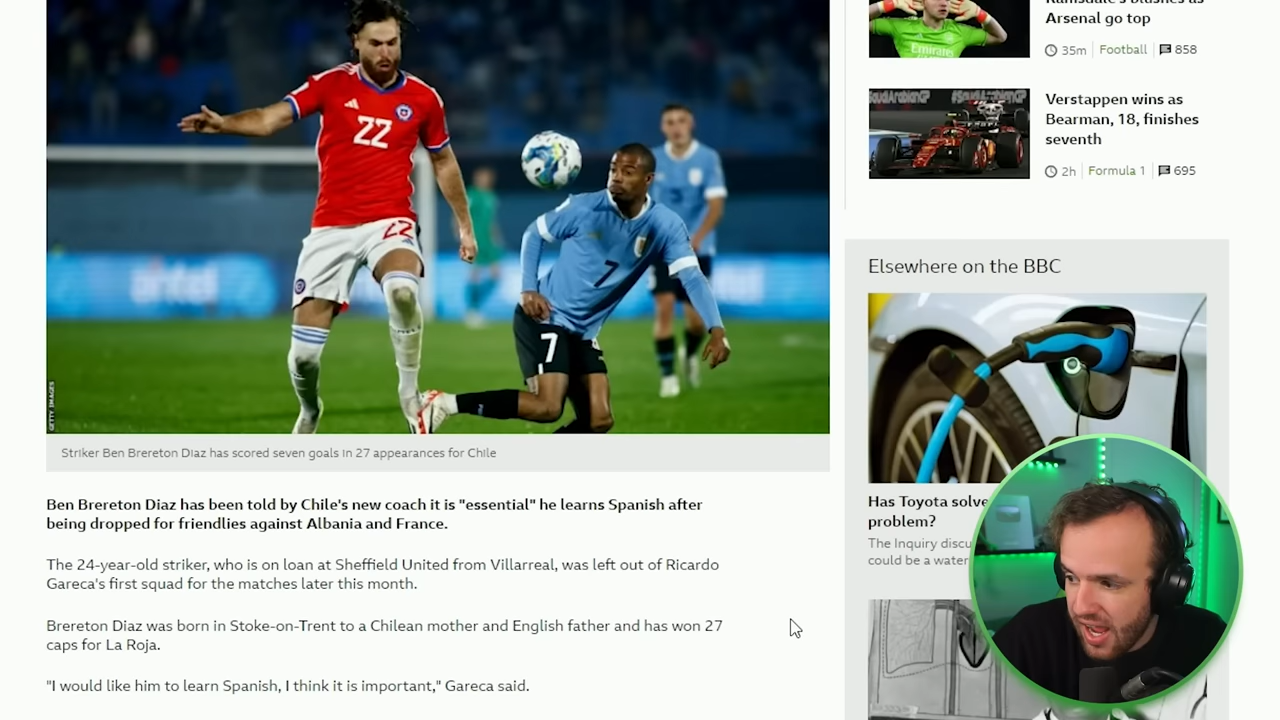 22
22
7
7
GETTY IMAGES
Striker Ben Brereton Diaz has scored seven goals in 27 appearances for Chile
Ben Brereton Diaz has been told by Chile's new coach it is "essential" he learns Spanish after
being dropped for friendlies against Albania and France.
The 24-year-old striker, who is on loan at Sheffield United from Villarreal, was left out of Ricardo
Gareca's first squad for the matches later this month.
Brereton Diaz was born in Stoke-on-Trent to a Chilean mother and English father and has won 27
caps for La Roja.
"I would like him to learn Spanish, I think it is important," Gareca said.
Ramsdale's blushes as
Arsenal go top
35m Football 858
Emirates
Verstappen wins as
Bearman, 18, finishes
seventh
2h Formula 1 695
Elsewhere on the BBC
Has Toyota solve
problem?
The Inquiry discu
could be a water